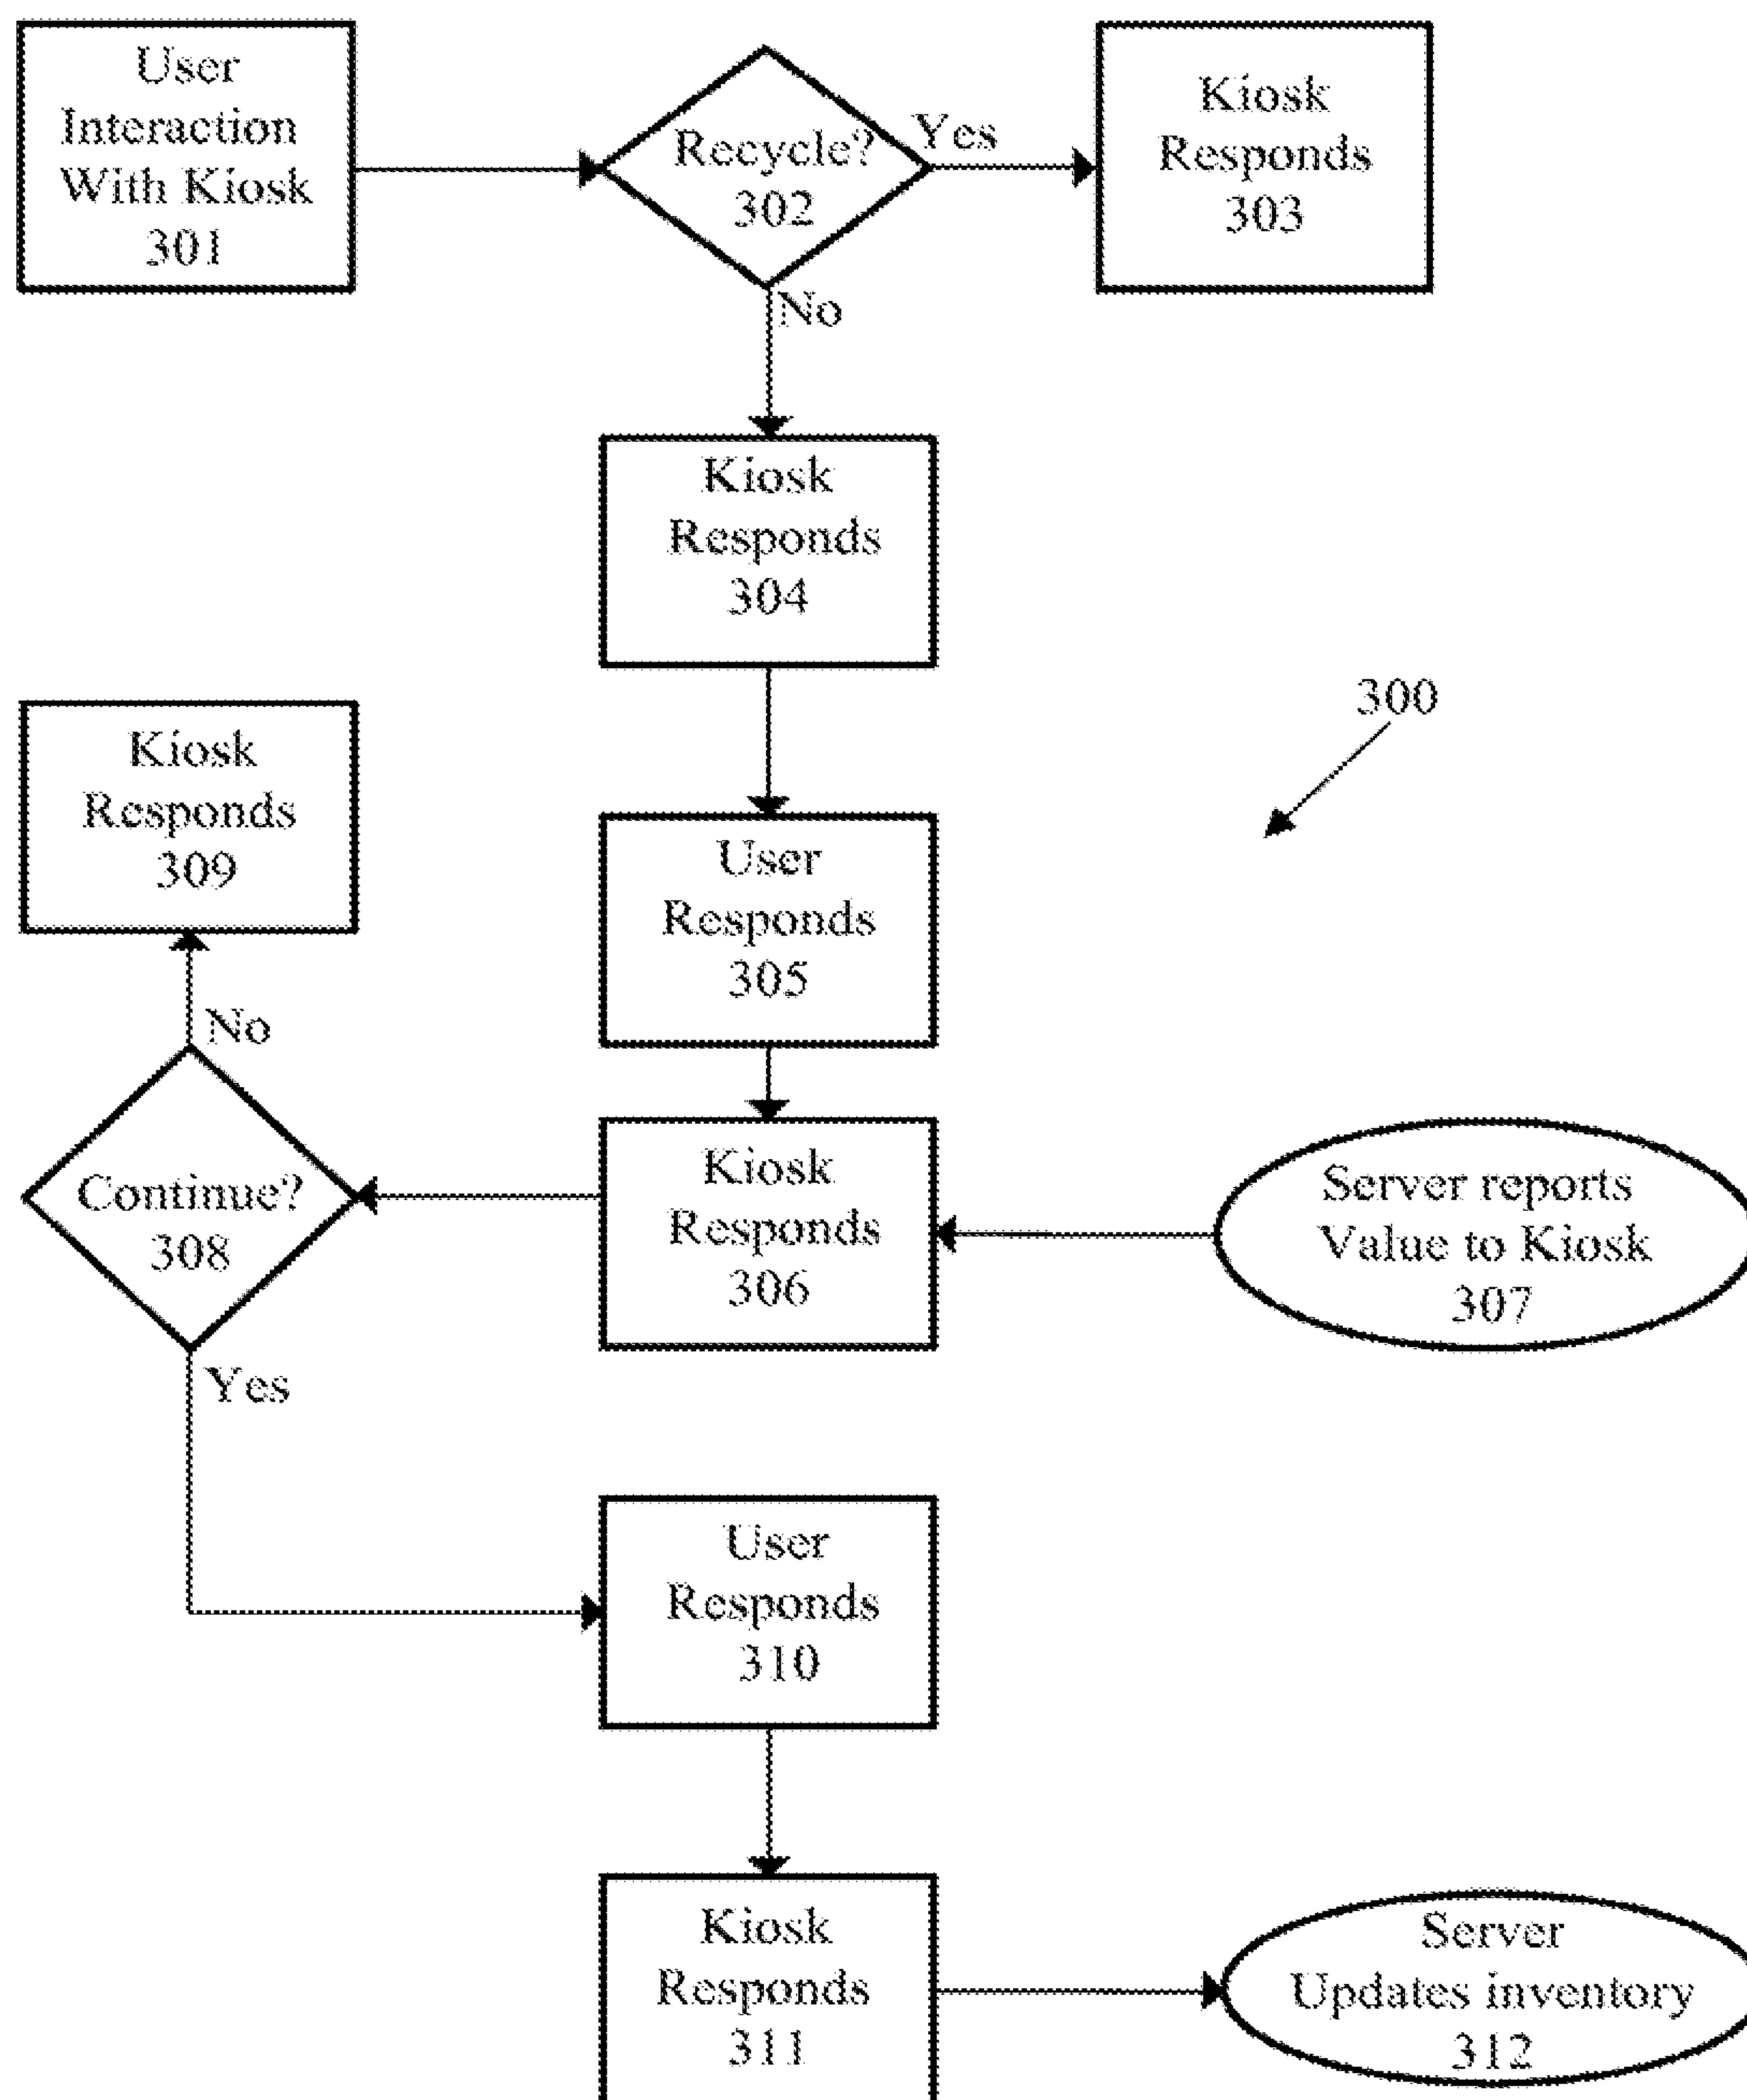 User
Interaction
With Kiosk
301
Recycle?
302
Yes
No
Kiosk
Responds
303
Kiosk
Responds
304
300
Kiosk
Responds
309
User
Responds
305
No
Continue?
308
Yes
Kiosk
Responds
306
Server reports
Value to Kiosk
307
User
Responds
310
Kiosk
Responds
311
Server
Updates inventory
312